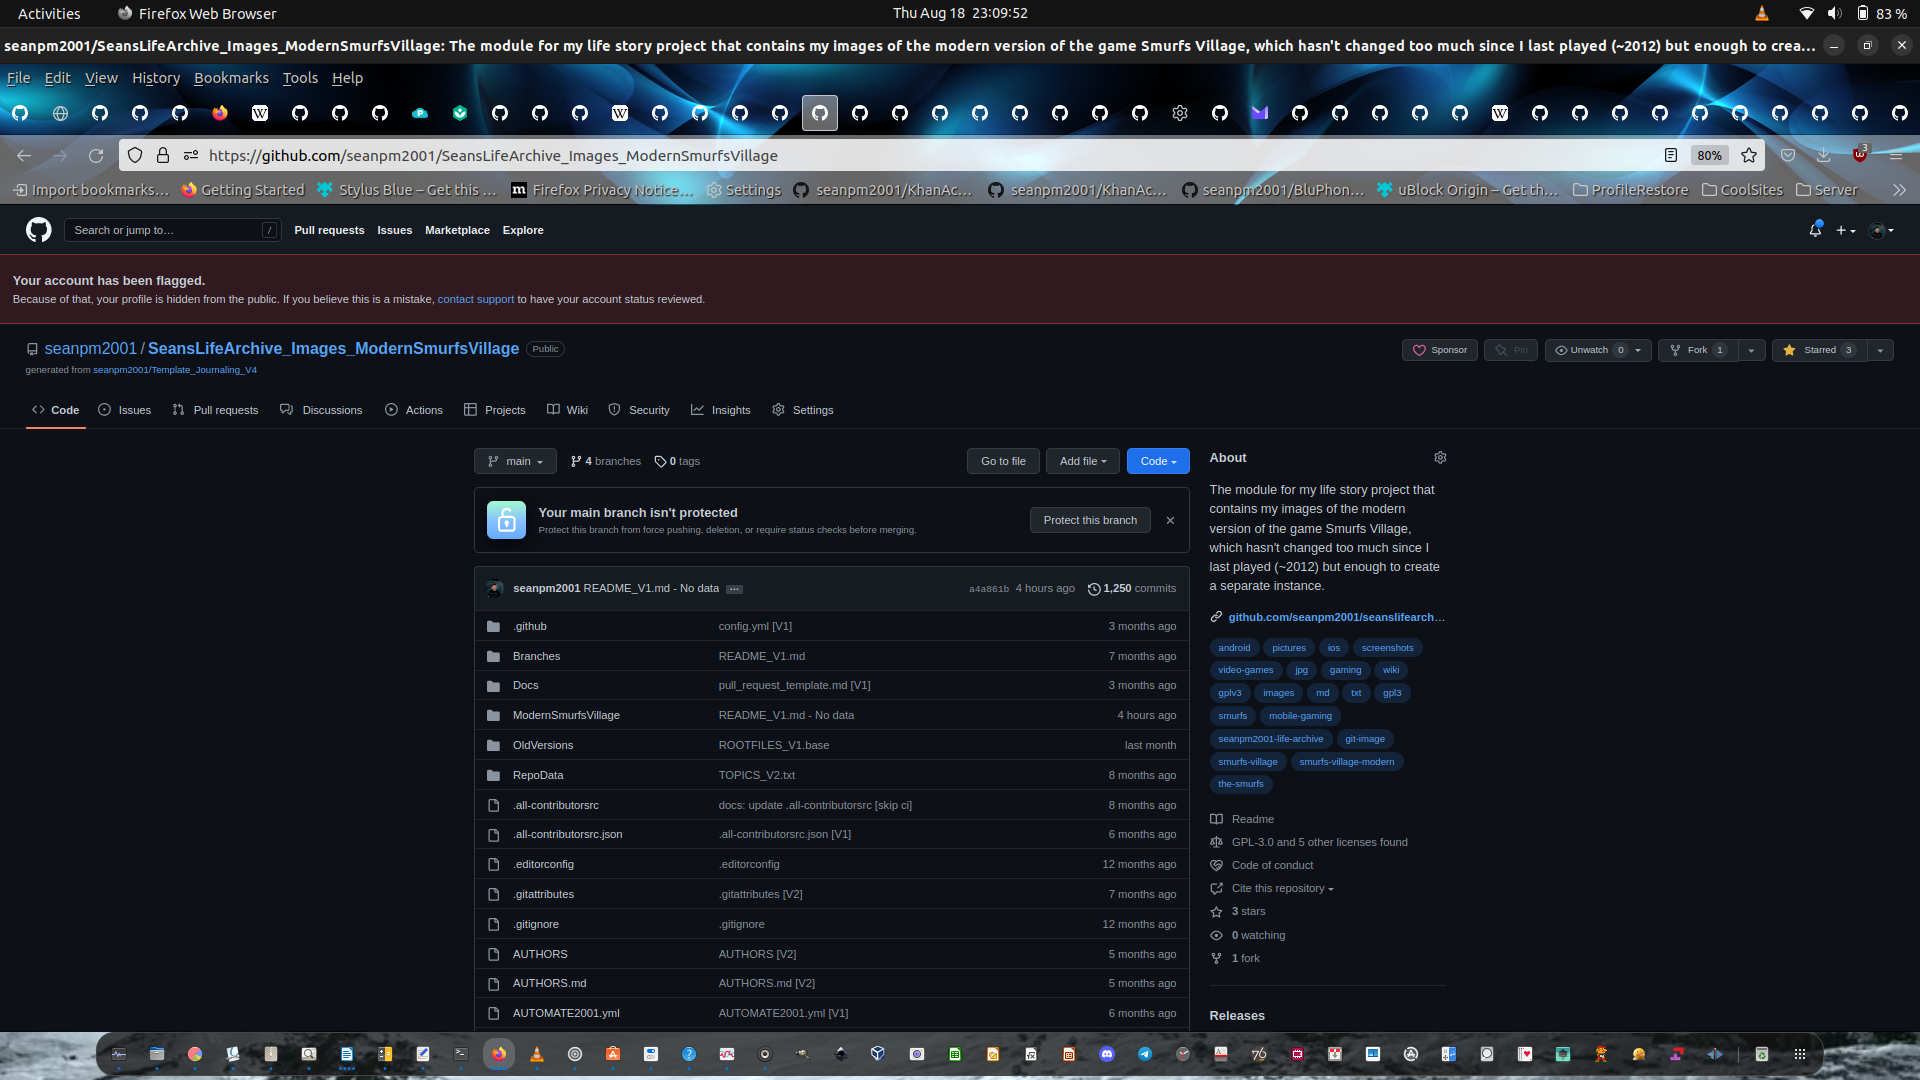 Activities Firefox Web Browser Thu Aug 18 23:09:52 83 %
seanpm2001/SeansLifeArchive_Images_ModernSmurfsVillage: The module for my life story project that contains my images of the modern version of the game Smurfs Village, which hasn't changed too much since I last played (~2012) but enough to crea…
File Edit View History Bookmarks Tools Help
https://github.com/seanpm2001/SeansLifeArchive_Images_ModernSmurfsVillage 80% 3
Import bookmarks… Getting Started Stylus Blue – Get this … Firefox Privacy Notice… Settings seanpm2001/KhanAc… seanpm2001/KhanAc… seanpm2001/BluPhon… uBlock Origin – Get th… ProfileRestore CoolSites Server
Search or jump to… / Pull requests Issues Marketplace Explore
Your account has been flagged.
Because of that, your profile is hidden from the public. If you believe this is a mistake, contact support to have your account status reviewed.
seanpm2001 / SeansLifeArchive_Images_ModernSmurfsVillage Public Sponsor Pin Unwatch 0 Fork 1 Starred 3
generated from seanpm2001/Template_Journaling_V4
Code Issues Pull requests Discussions Actions Projects Wiki Security Insights Settings
main 4 branches 0 tags Go to file Add file Code
Your main branch isn't protected
Protect this branch from force pushing, deletion, or require status checks before merging.
Protect this branch
seanpm2001 README_V1.md - No data … a4a861b 4 hours ago 1,250 commits
.github config.yml [V1] 3 months ago
Branches README_V1.md 7 months ago
Docs pull_request_template.md [V1] 3 months ago
ModernSmurfsVillage README_V1.md - No data 4 hours ago
OldVersions ROOTFILES_V1.base last month
RepoData TOPICS_V2.txt 8 months ago
.all-contributorsrc docs: update .all-contributorsrc [skip ci] 8 months ago
.all-contributorsrc.json .all-contributorsrc.json [V1] 6 months ago
.editorconfig .editorconfig 12 months ago
.gitattributes .gitattributes [V2] 7 months ago
.gitignore .gitignore 12 months ago
AUTHORS AUTHORS [V2] 5 months ago
AUTHORS.md AUTHORS.md [V2] 5 months ago
AUTOMATE2001.yml AUTOMATE2001.yml [V1] 6 months ago
About
The module for my life story project that
contains my images of the modern
version of the game Smurfs Village,
which hasn't changed too much since I
last played (~2012) but enough to create
a separate instance.
github.com/seanpm2001/seanslifearch…
android pictures ios screenshots
video-games jpg gaming wiki
gplv3 images md txt gpl3
smurfs mobile-gaming
seanpm2001-life-archive git-image
smurfs-village smurfs-village-modern
the-smurfs
Readme
GPL-3.0 and 5 other licenses found
Code of conduct
Cite this repository
3 stars
0 watching
1 fork
Releases